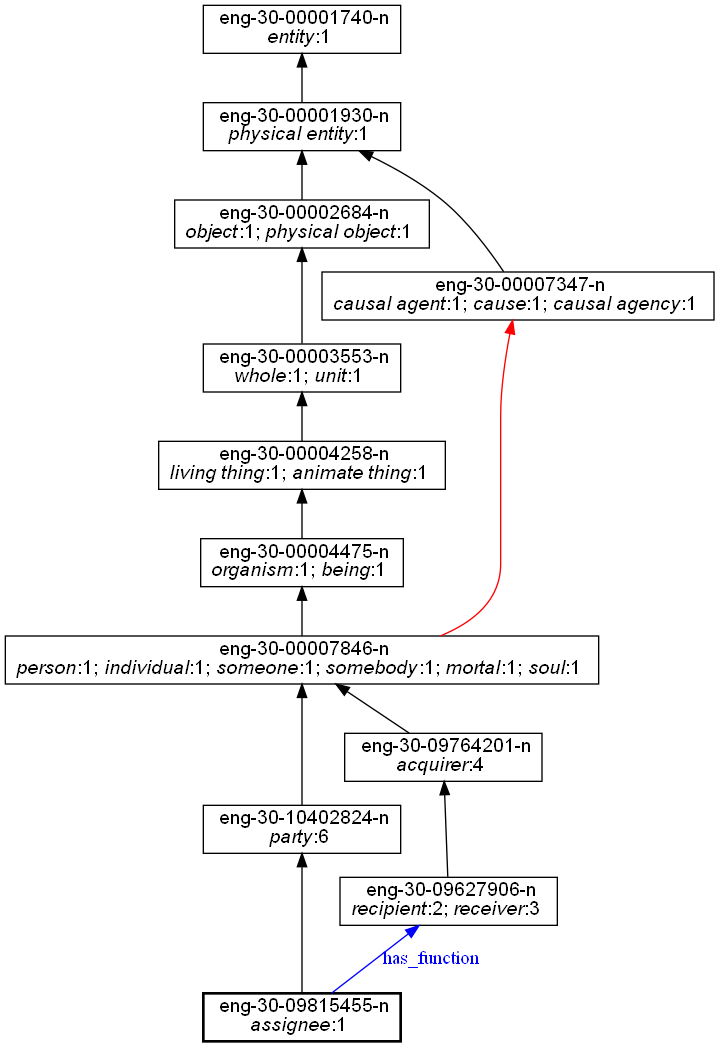 eng-30-00001740-n
entity:1
eng-30-00001930-n
physical entity:1
eng-30-00002684-n
object:1; physical object:1
eng-30-00007347-n
causal agent:1; cause:1; causal agency:1
eng-30-00003553-n
whole:1; unit:1
eng-30-00004258-n
living thing:1; animate thing:1
eng-30-00004475-n
organism:1; being:1
eng-30-00007846-n
person:1; individual:1; someone:1; somebody:1; mortal:1; soul:1
eng-30-09764201-n
acquirer:4
eng-30-10402824-n
party:6
eng-30-09627906-n
recipient:2; receiver:3
has_function
eng-30-09815455-n
assignee:1